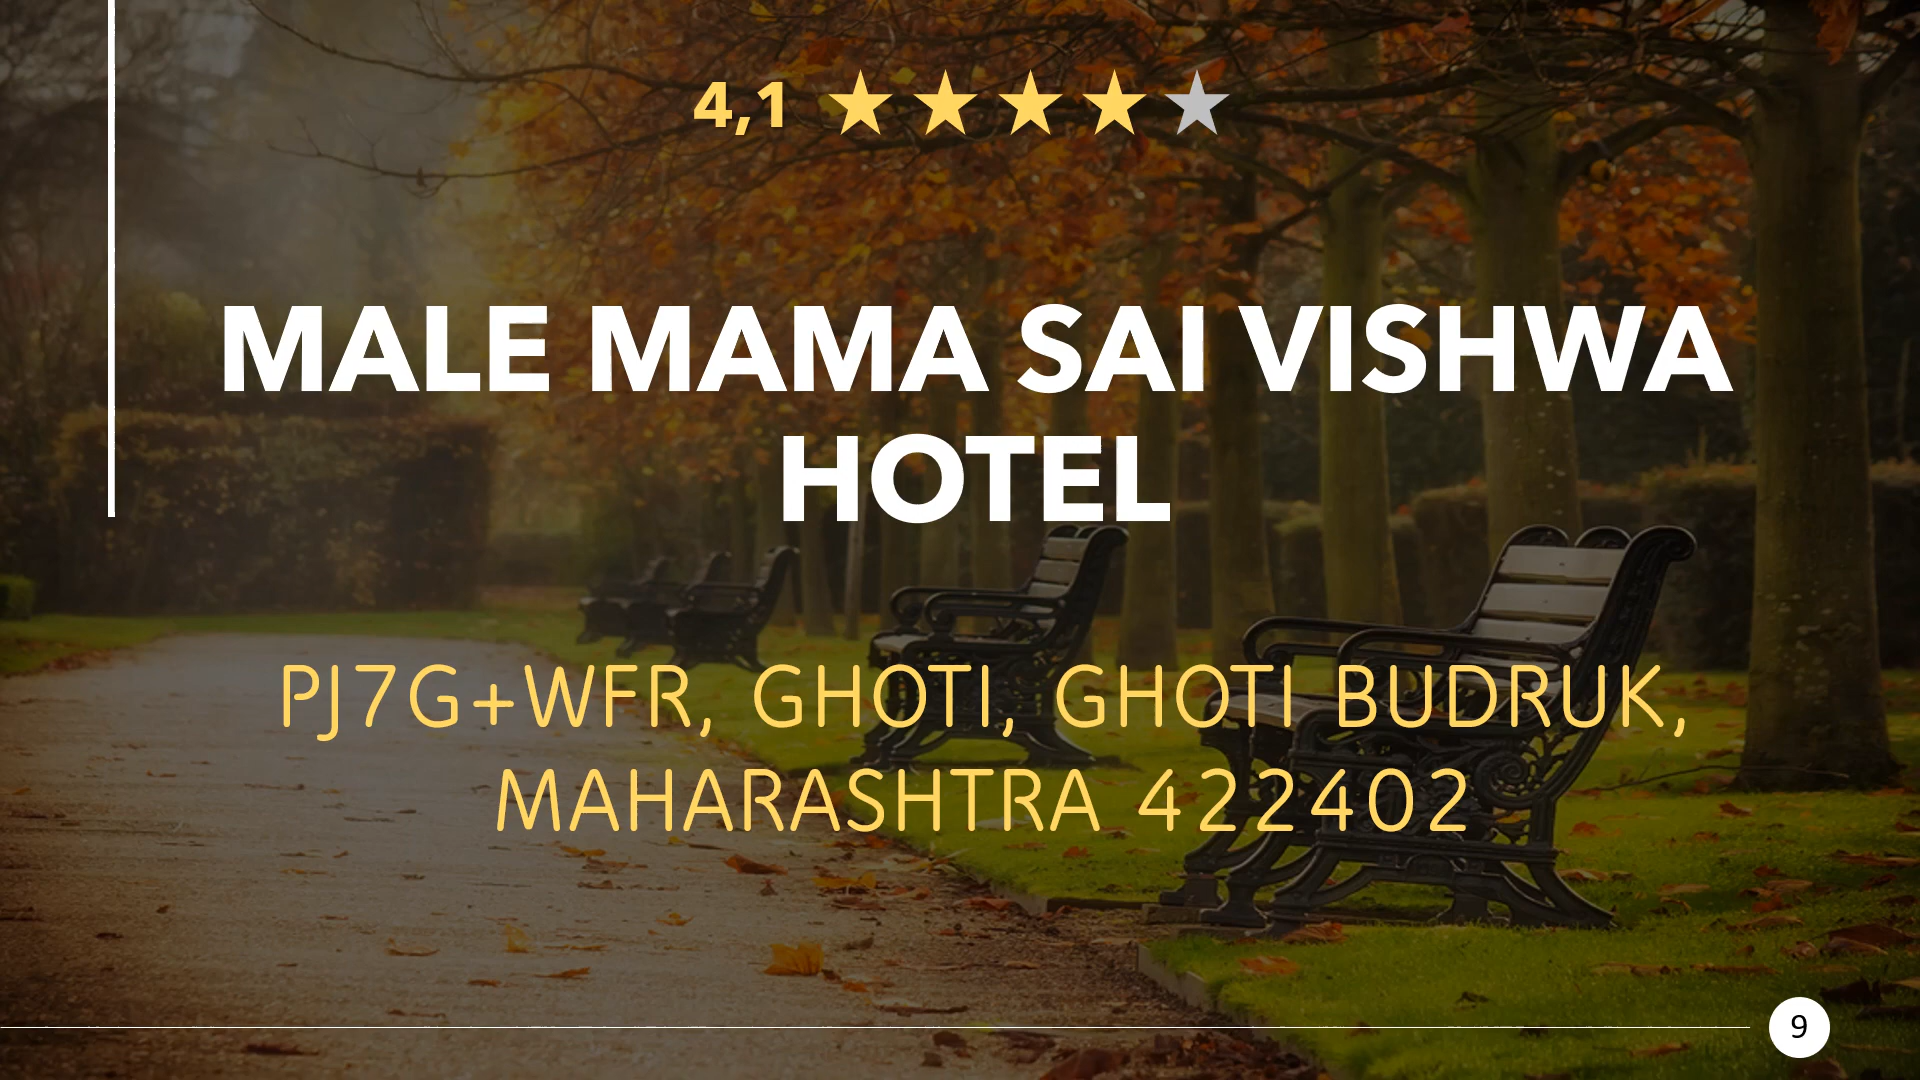 4,1
MALE MAMA SAI VISHWA
HOTEL
PJ7G+WFR, GHOTI, GHOTI BUDRUK,
MAHARASHTRA 422402
9